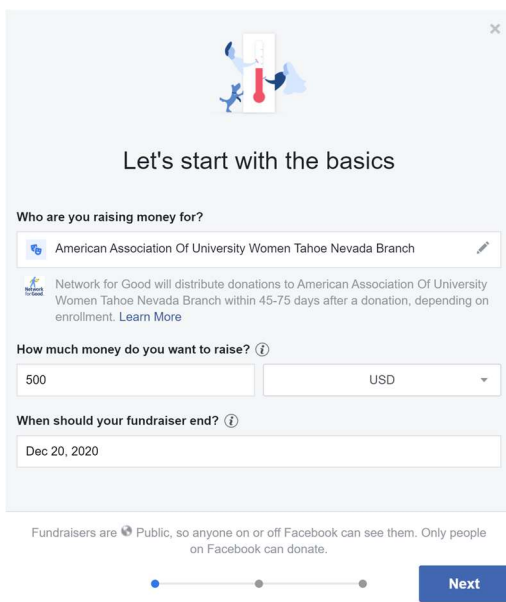 Let's start with the basics
Who are you raising money for?
American Association Of University Women Tahoe Nevada Branch
Network for Good
Network for Good will distribute donations to American Association Of University
Women Tahoe Nevada Branch within 45-75 days after a donation, depending on
enrollment. Learn More
How much money do you want to raise? i
500 USD
When should your fundraiser end? i
Dec 20, 2020
Fundraisers are Public, so anyone on or off Facebook can see them. Only people
on Facebook can donate.
Next